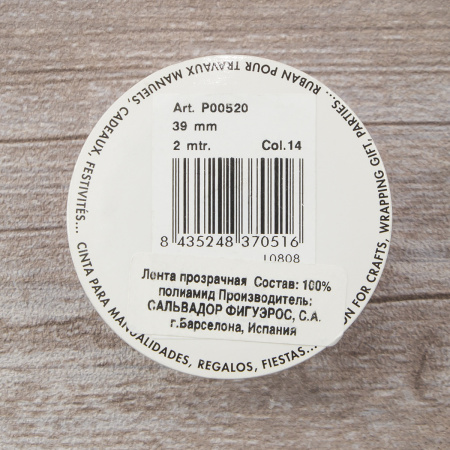 RUBAN POUR TRAVAUX MANUELS, CADEAUX, FESTIVITÉS...
CINTA PARA MANUALIDADES, REGALOS, FIESTAS...
FOR CRAFTS, WRAPPING GIFT, PARTIES...
Art. P00520
39 mm
2 mtr. Col.14
8 435248 370516
10808
Лента прозрачная Состав: 100%
полиамид Производитель:
САЛЬВАДОР ФИГУЭРОС, С.А.
г.Барселона, Испания